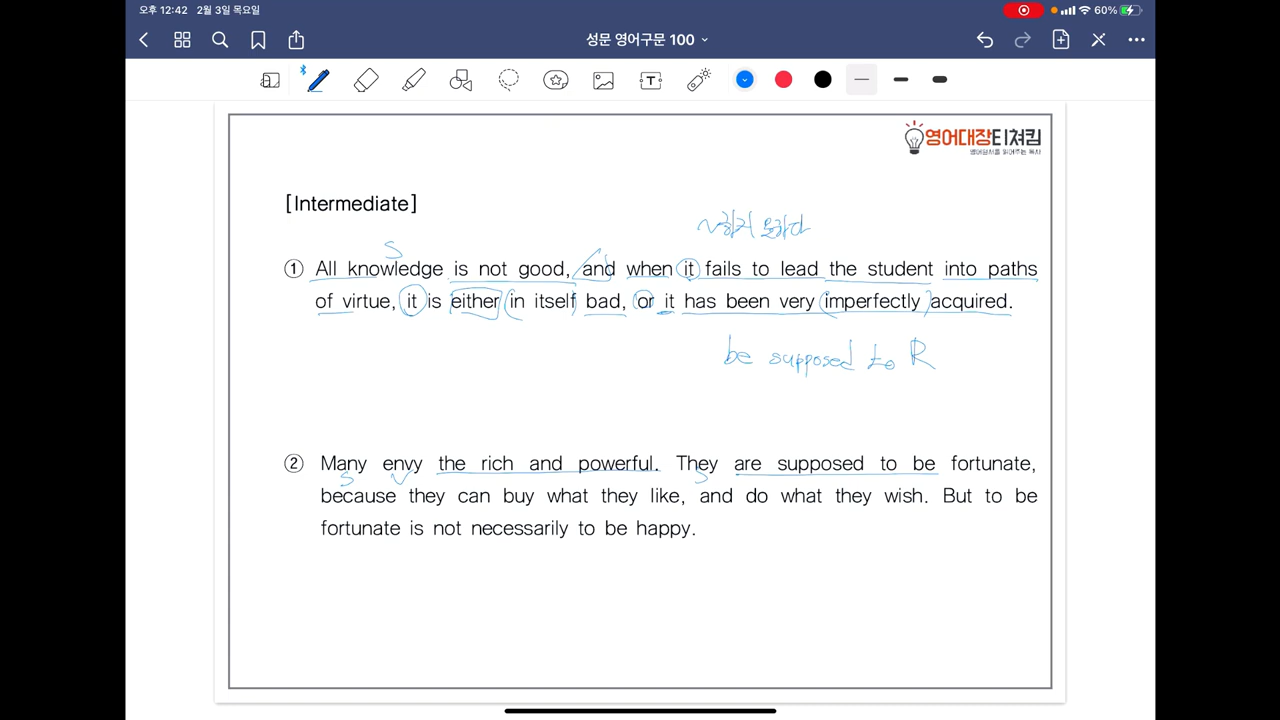 오후 12:42 2월 3일 목요일
60%
성문 영어구문 100
영어대장티쳐킴
[Intermediate]
~하지 못하다
S
① All knowledge is not good, and when it fails to lead the student into paths
of virtue, it is either in itself bad, or it has been very imperfectly acquired.
be supposed to R
② Many envy the rich and powerful. They are supposed to be fortunate,
S V S
because they can buy what they like, and do what they wish. But to be
fortunate is not necessarily to be happy.